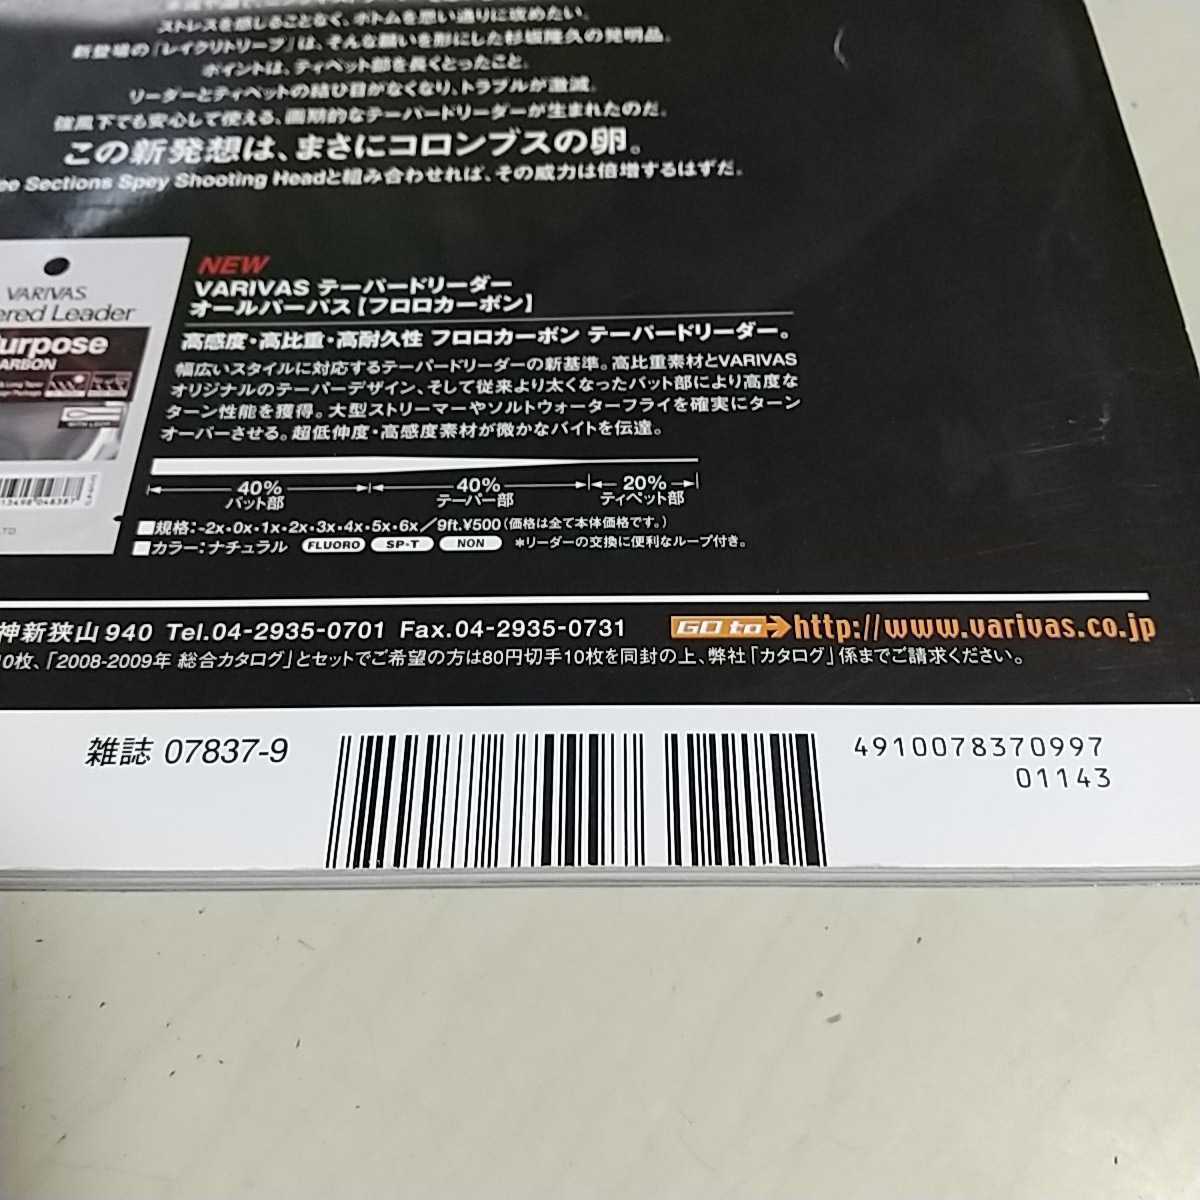 ストレスを感じることなく、ボトムを思い通りに攻めたい。
新登場の「レイクリトリーブ」は、そんな願いを形にした杉坂隆久の発明品。
ポイントは、ティペット部を長くとったこと。
リーダーとティペットの結び目がなくなり、トラブルが激減。
強風下でも安心して使える、画期的なテーパードリーダーが生まれたのだ。
この新発想は、まさにコロンブスの卵。
ee Sections Spey Shooting Headと組み合わせれば、その威力は倍増するはずだ。
VARIVAS
ered Leader
urpose
ARBON
NEW
VARIVAS テーパードリーダー
オールパーパス【フロロカーボン】
高感度・高比重・高耐久性 フロロカーボン テーパードリーダー。
幅広いスタイルに対応するテーパードリーダーの新基準。高比重素材とVARIVAS
オリジナルのテーパーデザイン、そして従来より太くなったバット部により高度な
ターン性能を獲得。大型ストリーマーやソルトウォーターフライを確実にターン
オーバーさせる。超低伸度・高感度素材が微かなバイトを伝達。
40% 40% 20%
バット部 テーパー部 ティペット部
■規格:-2x・0x・1x・2x・3x・4x・5x・6x/9ft.¥500(価格は全て本体価格です。)
■カラー:ナチュラル FLUORO SP-T NON *リーダーの交換に便利なループ付き。
神新狭山940 Tel.04-2935-0701 Fax.04-2935-0731 GO to http://www.varivas.co.jp
0枚、「2008-2009年 総合カタログ」とセットでご希望の方は80円切手10枚を同封の上、弊社「カタログ」係までご請求ください。
雑誌 07837-9
4910078370997
01143